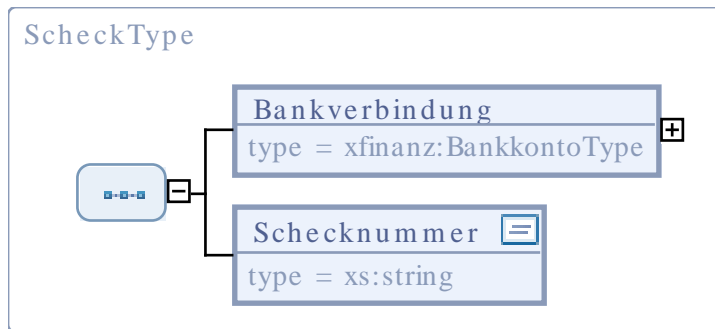 ScheckType
Bankverbindung
type = xfinanz:BankkontoType
Schecknummer
type = xs:string